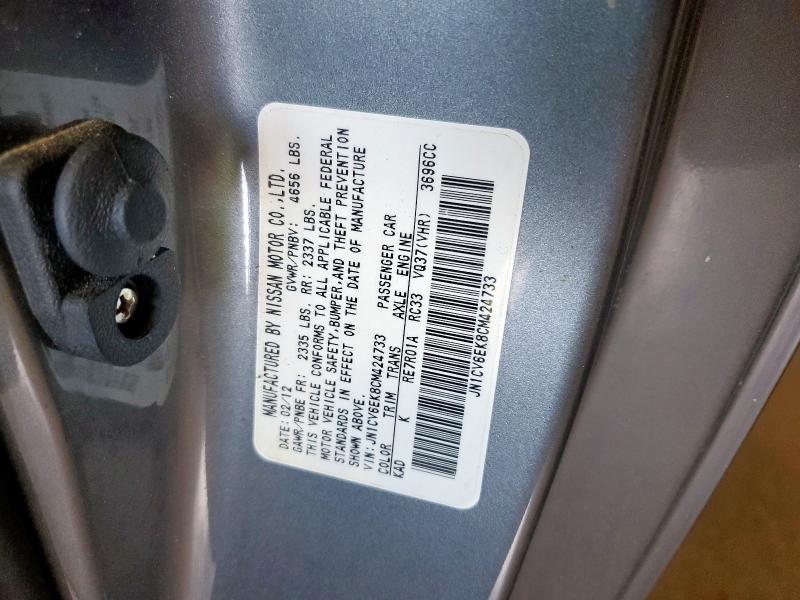 MANUFACTURED BY NISSAN MOTOR CO.,LTD.
DATE: 02/12 GVWR/PNBV: 4656 LBS.
GAWR/PNBE FR: 2335 LBS. RR: 2337 LBS.
THIS VEHICLE CONFORMS TO ALL APPLICABLE FEDERAL
MOTOR VEHICLE SAFETY,BUMPER,AND THEFT PREVENTION
STANDARDS IN EFFECT ON THE DATE OF MANUFACTURE
SHOWN ABOVE.
VIN: JN1CV6EK8CM424733 PASSENGER CAR
COLOR TRIM TRANS AXLE ENGINE
KAD K RE7R01A RC33 VQ37(VHR) 3696CC
JN1CV6EK8CM424733